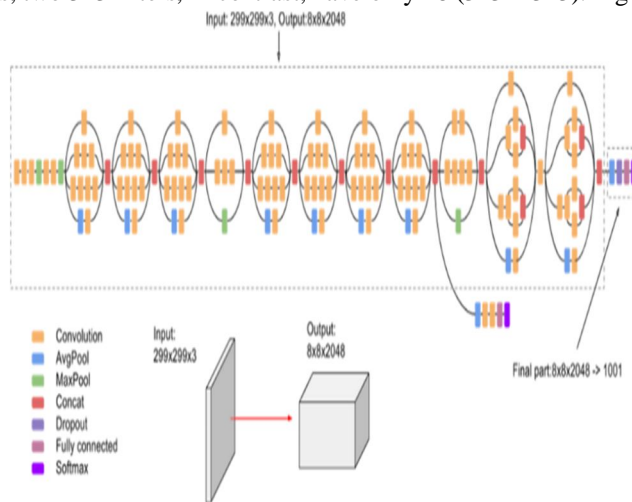 Input: 299x299x3, Output:8x8x2048
Convolution
AvgPool
MaxPool
Concat
Dropout
Fully connected
Softmax
Input:
299x299x3
Output:
8x8x2048
Final part:8x8x2048 -> 1001